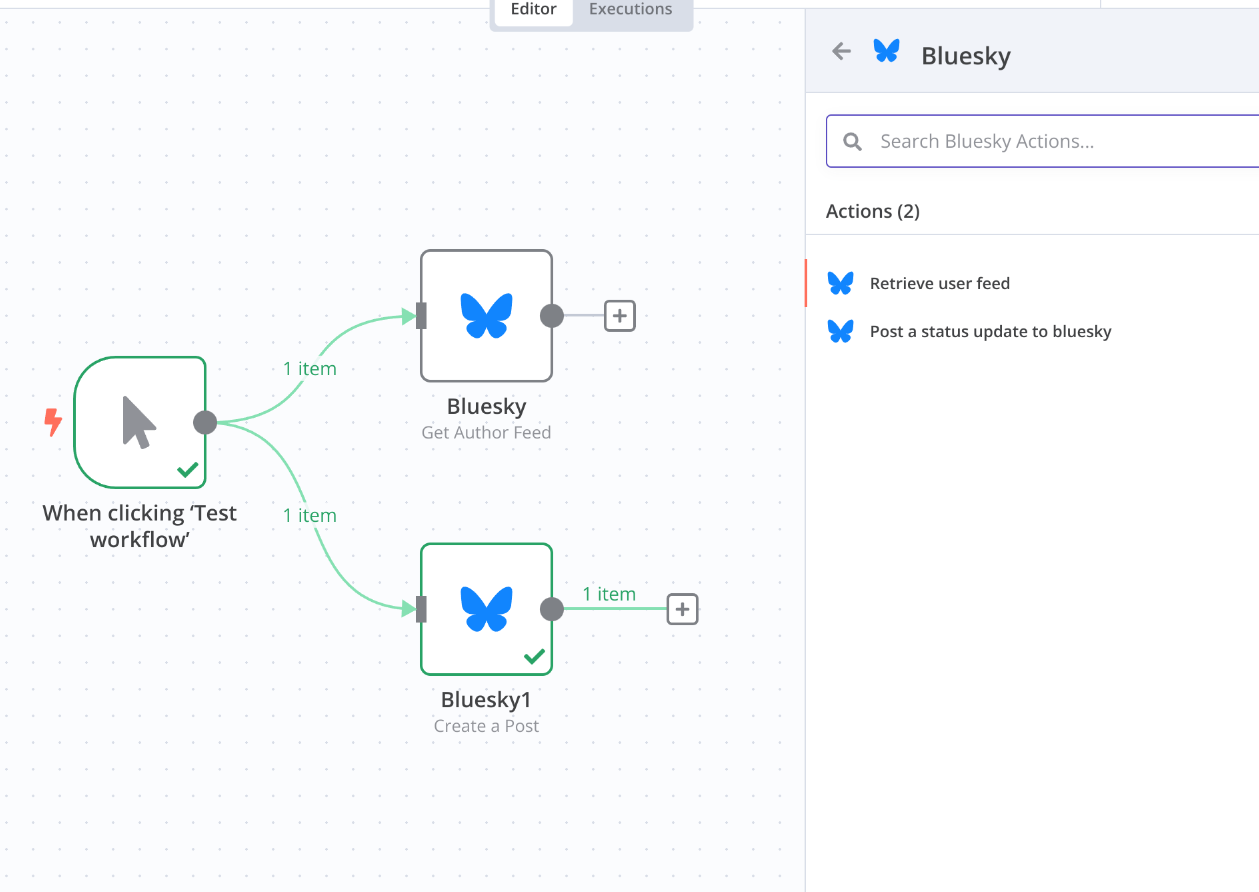 Editor Executions
Bluesky
Search Bluesky Actions...
Actions (2)
Retrieve user feed
Post a status update to bluesky
1 item
Bluesky
Get Author Feed
When clicking ‘Test
workflow’
1 item
1 item
Bluesky1
Create a Post